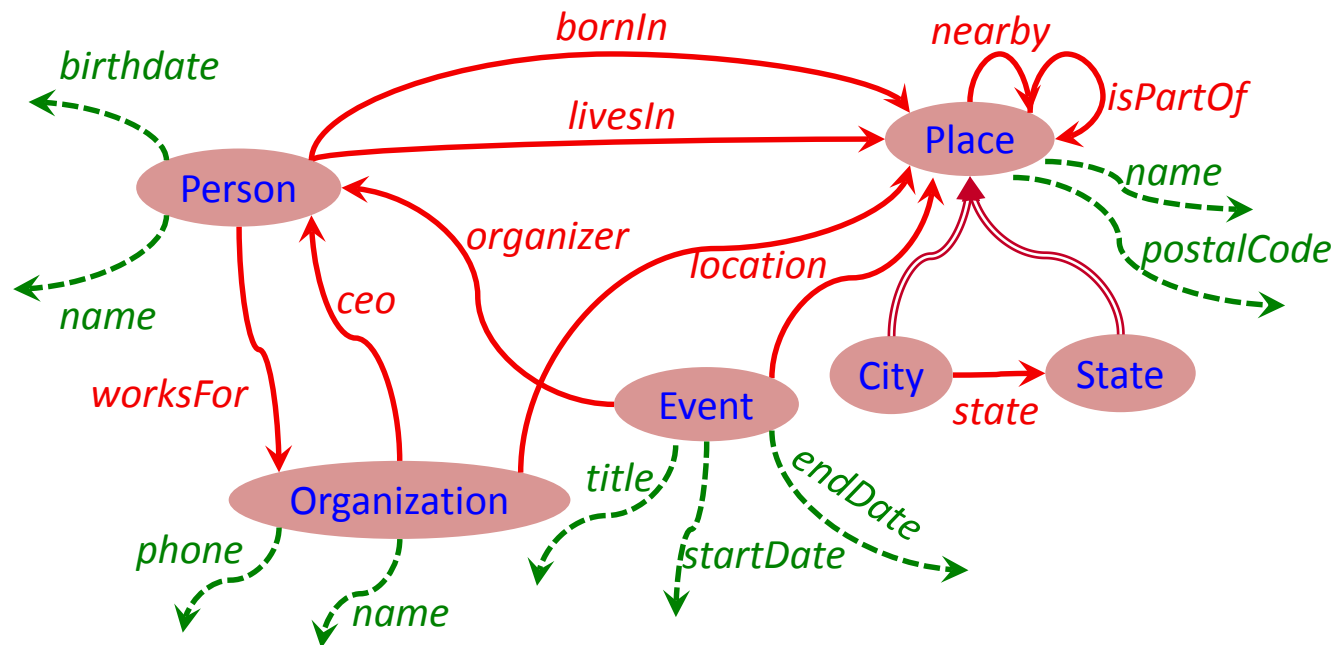 bornIn
nearby
birthdate
isPartOf
livesIn
Place
Person
name
organizer
location
postalCode
name
ceo
City
State
worksFor
Event
state
title
endDate
Organization
phone
startDate
name